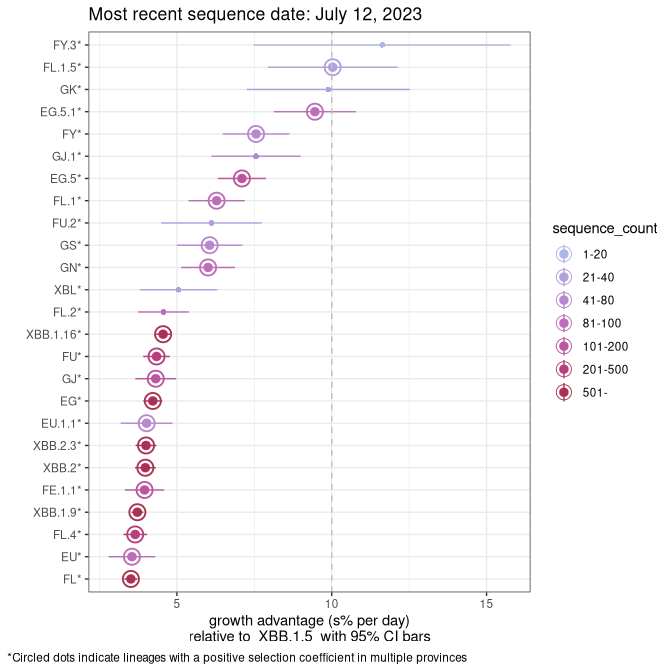 Most recent sequence date: July 12, 2023
FY.3*
FL.1.5*
GK*
EG.5.1*
FY*
GJ.1*
EG.5*
FL.1*
FU.2*
GS*
GN*
XBL*
FL.2*
XBB.1.16*
FU*
GJ*
EG*
EU.1.1*
XBB.2.3*
XBB.2*
FE.1.1*
XBB.1.9*
FL.4*
EU*
FL*
5 10 15
growth advantage (s% per day)
relative to XBB.1.5 with 95% CI bars
sequence_count
1-20
21-40
41-80
81-100
101-200
201-500
501-
*Circled dots indicate lineages with a positive selection coefficient in multiple provinces